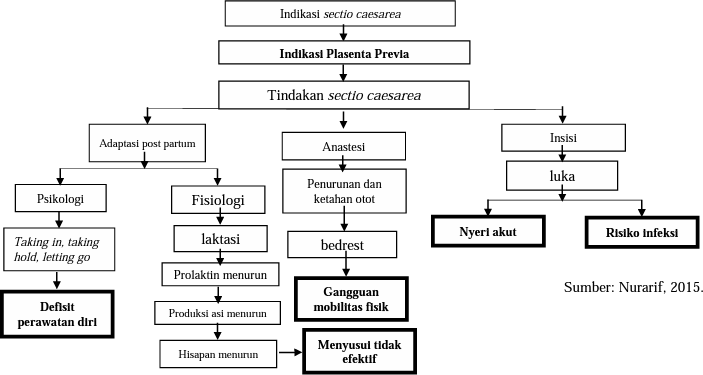 Indikasi sectio caesarea
Indikasi Plasenta Previa
Tindakan sectio caesarea
Adaptasi post partum
Anastesi
Insisi
Psikologi
Fisiologi
Penurunan dan
ketahan otot
luka
Taking in, taking
hold, letting go
laktasi
bedrest
Nyeri akut
Risiko infeksi
Prolaktin menurun
Defisit
perawatan diri
Produksi asi menurun
Gangguan
mobilitas fisik
Sumber: Nurarif, 2015.
Hisapan menurun
Menyusui tidak
efektif